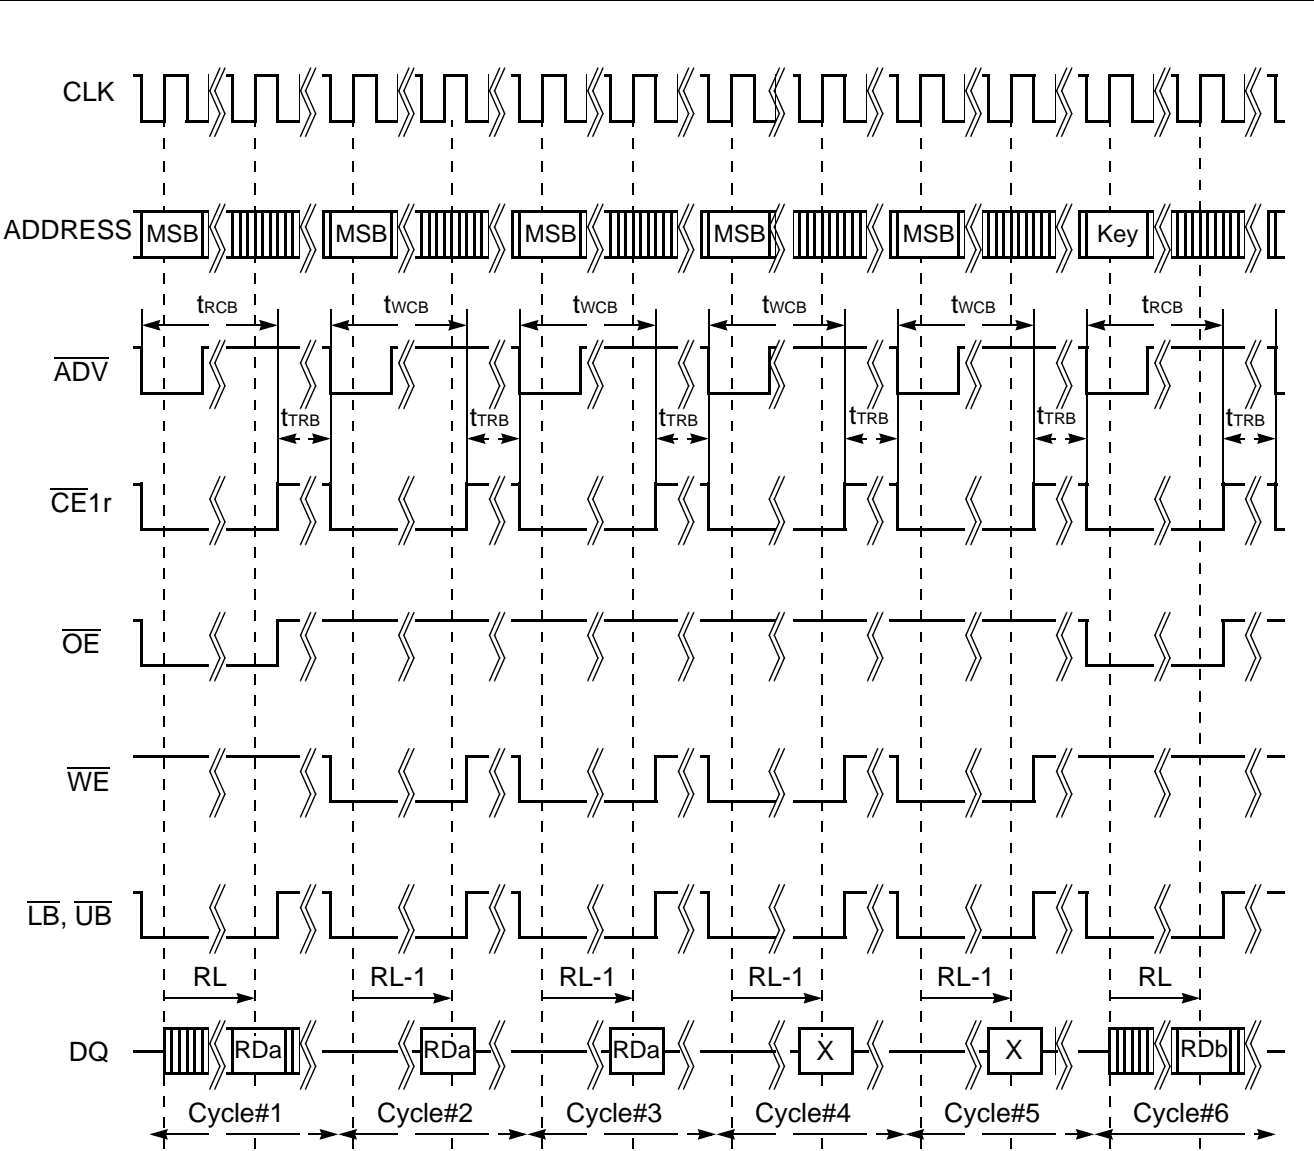 CLK
ADDRESS MSB MSB MSB MSB MSB Key
tRCB tWCB tWCB tWCB tWCB tRCB
ADV
tTRB tTRB tTRB tTRB tTRB tTRB
CE1r
OE
WE
LB, UB
RL RL-1 RL-1 RL-1 RL-1 RL
DQ RDa RDa RDa X X RDb
Cycle#1 Cycle#2 Cycle#3 Cycle#4 Cycle#5 Cycle#6